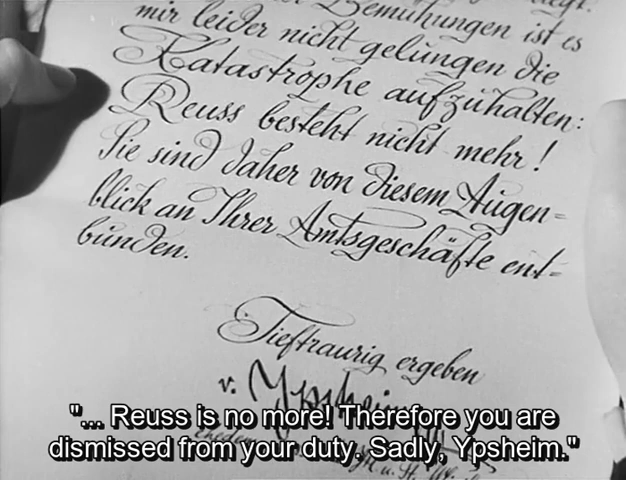 Bemühungen ist es
mir leider nicht gelungen die
Katastrophe aufzuhalten:
Reuss besteht nicht mehr!
Sie sind daher von diesem Augen=
blick an Ihrer Amtsgeschäfte ent=
bunden.
Tieftraurig ergeben
v. Ypsheim
"... Reuss is no more! Therefore you are
dismissed from your duty. Sadly, Ypsheim."